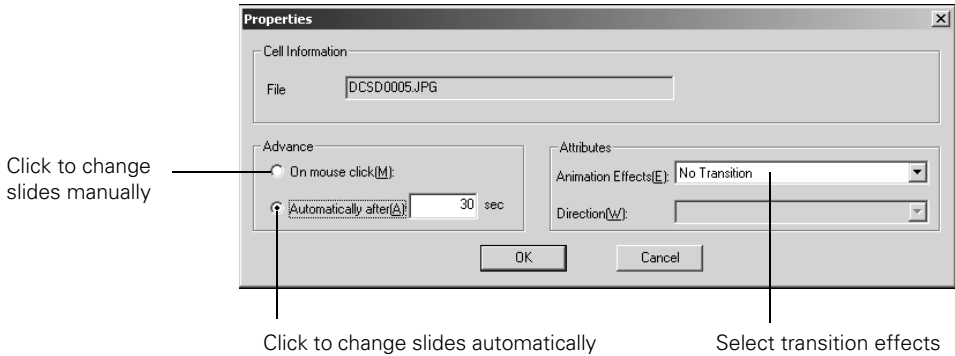 Properties
Cell Information
File DCSD0005.JPG
Advance
On mouse click(M):
Automatically after(A): 30 sec
Attributes
Animation Effects(E): No Transition
Direction(W):
OK Cancel
Click to change
slides manually
Click to change slides automatically
Select transition effects